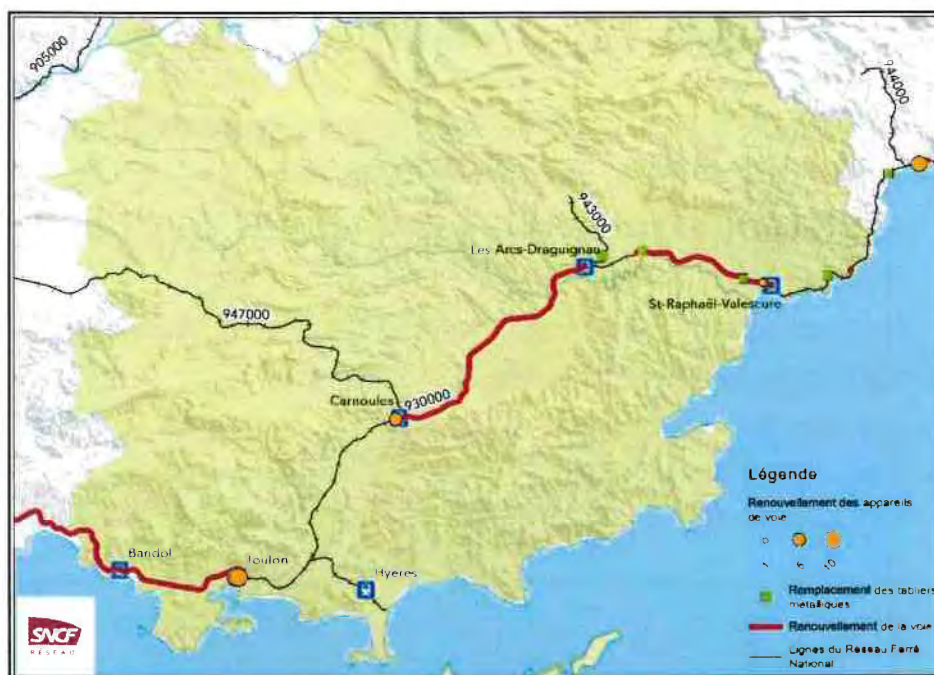 905000
944000
943000
Les Arcs-Draguignan
St-Raphaël-Valescure
947000
Carnoules
930000
Bandol
Toulon
Hyères
Légende
Renouvellement des appareils
de voie
1 5 10
Remplacement des tabliers
métalliques
Renouvellement de la voie
Lignes du Réseau Ferré
National
SNCF
RÉSEAU